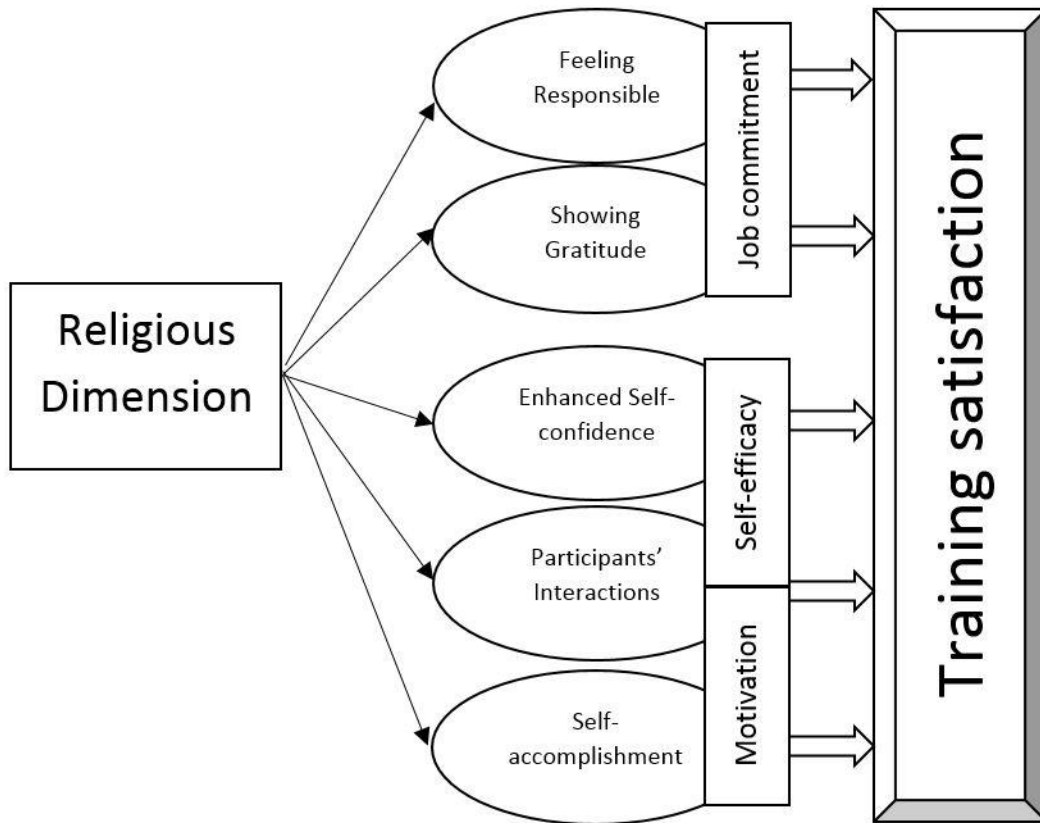 Religious
Dimension
Feeling
Responsible
Showing
Gratitude
Enhanced Self-
confidence
Participants’
Interactions
Self-
accomplishment
Job commitment
Self-efficacy
Motivation
Training satisfaction